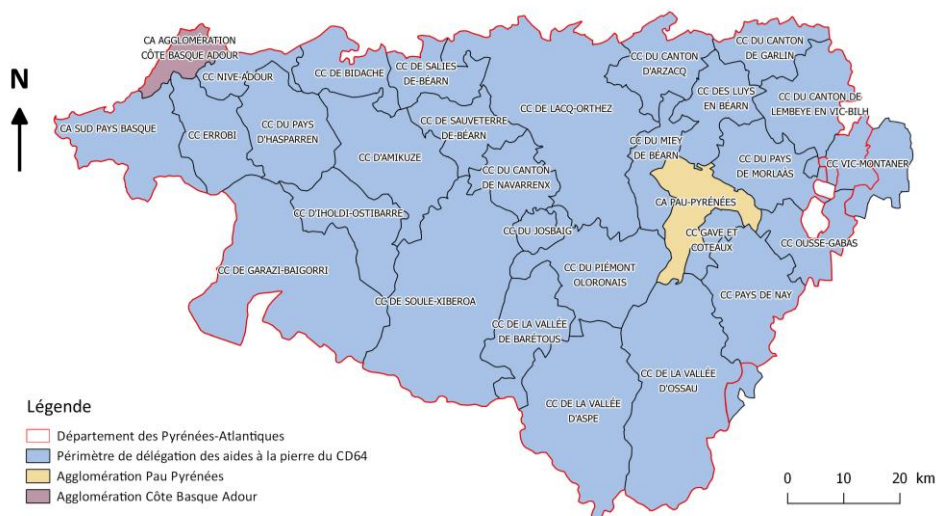 CA AGGLOMÉRATION
CÔTE BASQUE ADOUR
CC NIVE-ADOUR
CC DE BIDACHE
CC DE SALIES
DE-BÉARN
CC DU CANTON
D'ARZACQ
CC DU CANTON
DE GARLIN
CC DES LUYS
EN BÉARN
CC DU CANTON DE
LEMBEYE EN VIC-BILH
N
CC DE LACQ-ORTHEZ
CA SUD PAYS BASQUE
CC ERROBI
CC DU PAYS
D'HASPARREN
CC DE SAUVETERRE
DE-BÉARN
CC D'AMIKUZE
CC DU CANTON
DE NAVARRENX
CC DU MIEY
DE BÉARN
CC DU PAYS
DE MORLAÀS
CC VIC-MONTANER
CA PAU-PYRÉNÉES
CC D'IHOLDI-OSTIBARRE
CC DU JOSBAIG
CC GAVE ET
COTEAUX
CC OUSSE-GABAS
CC DE GARAZI-BAIGORRI
CC DU PIÉMONT
OLORONAIS
CC DE SOULE-XIBEROA
CC PAYS DE NAY
CC DE LA VALLÉE
DE BARÉTOUS
CC DE LA VALLÉE
D'OSSAU
CC DE LA VALLÉE
D'ASPE
Légende
Département des Pyrénées-Atlantiques
Périmètre de délégation des aides à la pierre du CD64
Agglomération Pau Pyrénées
Agglomération Côte Basque Adour
0 10 20 km